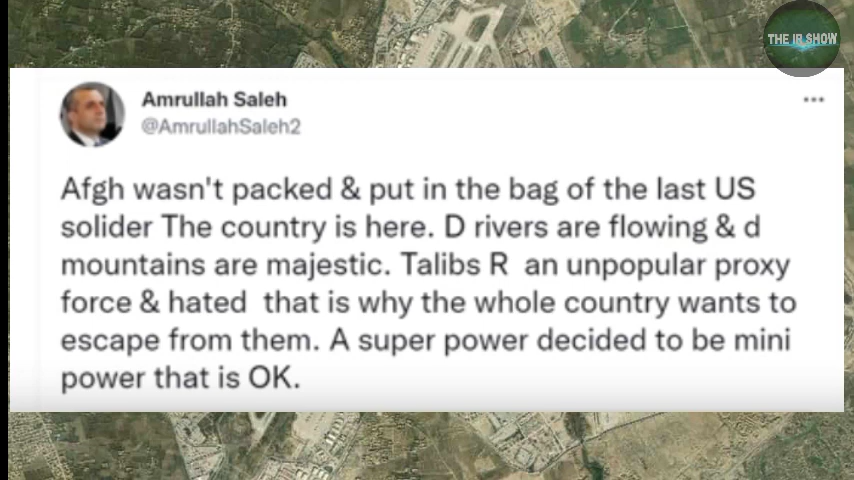 THE IR SHOW
Amrullah Saleh
@AmrullahSaleh2
Afgh wasn't packed & put in the bag of the last US
solider The country is here. D rivers are flowing & d
mountains are majestic. Talibs R an unpopular proxy
force & hated that is why the whole country wants to
escape from them. A super power decided to be mini
power that is OK.